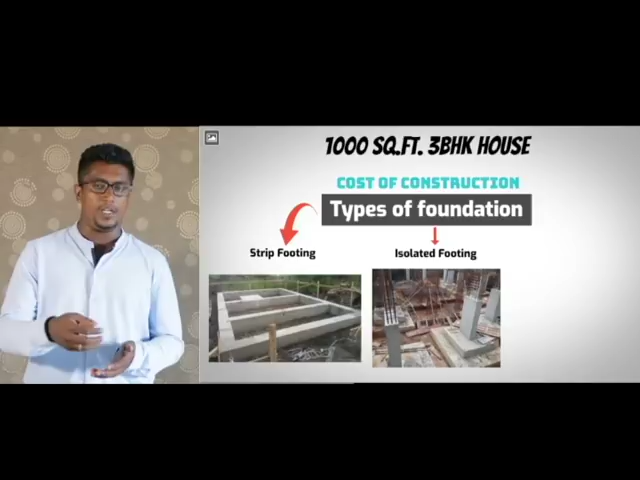 1000 SQ.FT. 3BHK HOUSE
COST OF CONSTRUCTION
Types of foundation
Strip Footing
Isolated Footing